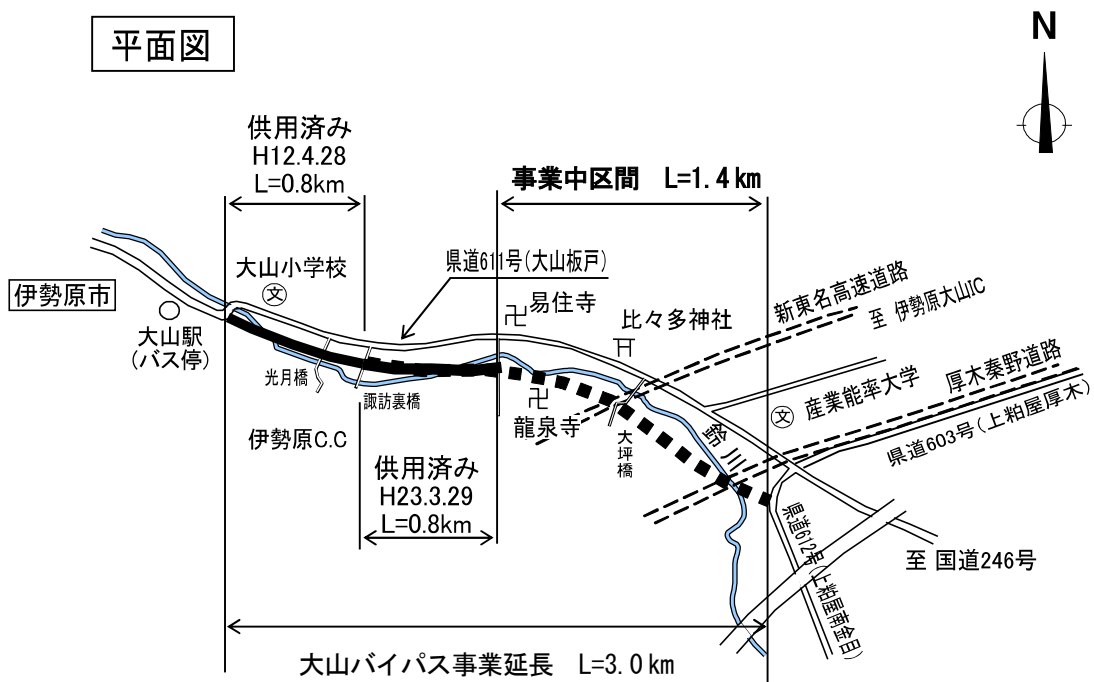 平面図
N
供用済み
H12.4.28
L=0.8km
事業中区間 L=1.4km
伊勢原市
大山小学校
文
県道611号(大山板戸)
卍 易住寺
新東名高速道路
至 伊勢原大山IC
大山駅
(バス停)
比々多神社
光月橋
諏訪裏橋
卍
龍泉寺
大坪橋
鈴川
文 産業能率大学
厚木秦野道路
県道603号(上粕屋厚木)
伊勢原C.C
供用済み
H23.3.29
L=0.8km
県道612号(上粕屋南金目)
至 国道246号
大山バイパス事業延長 L=3.0km